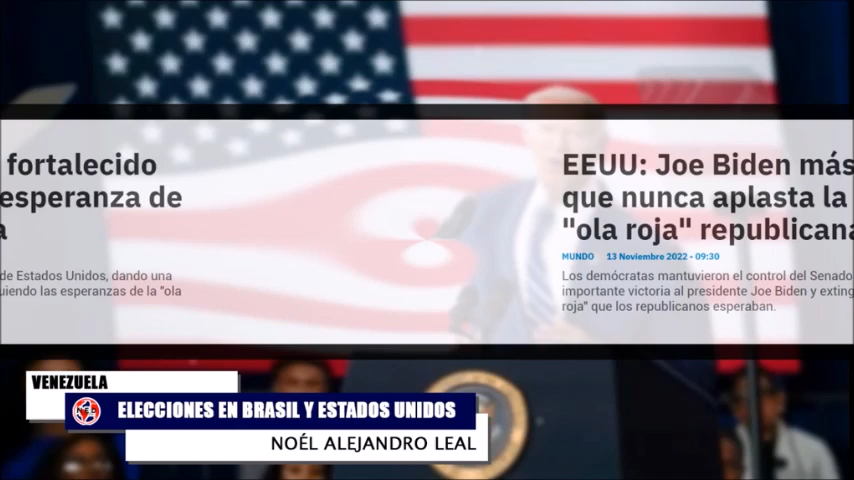 fortalecido
esperanza de
a
de Estados Unidos, dando una
uiendo las esperanzas de la "ola
EEUU: Joe Biden más
que nunca aplasta la
"ola roja" republicana
MUNDO 13 Noviembre 2022 - 09:30
Los demócratas mantuvieron el control del Senado
importante victoria al presidente Joe Biden y exting
roja" que los republicanos esperaban.
VENEZUELA
ELECCIONES EN BRASIL Y ESTADOS UNIDOS
NOÉL ALEJANDRO LEAL